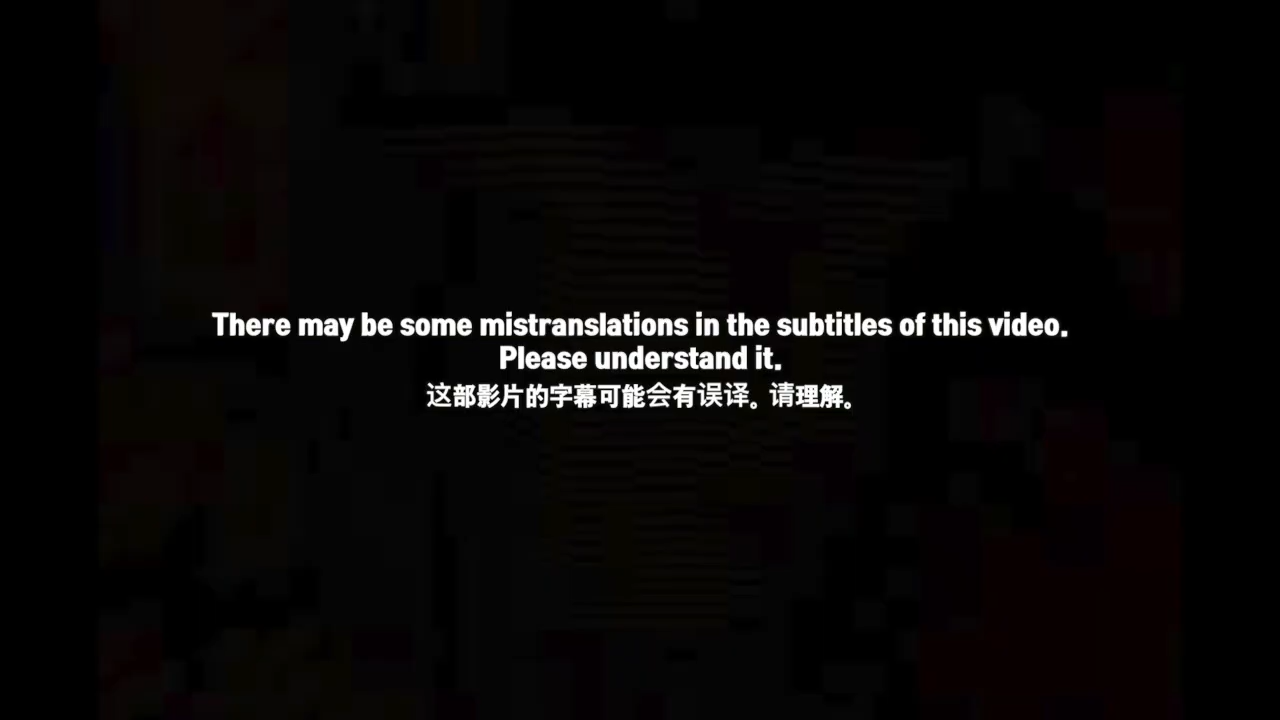 There may be some mistranslations in the subtitles of this video.
Please understand it.
这部影片的字幕可能会有误译。请理解。